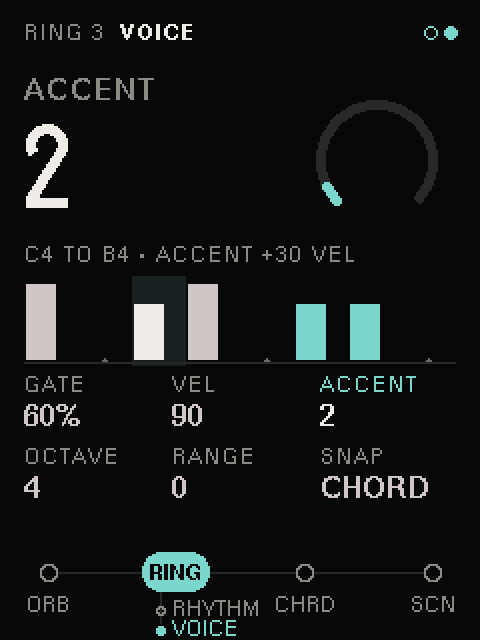 RING 3 VOICE
ACCENT
2
C4 TO B4 · ACCENT +30 VEL
GATE VEL ACCENT
60% 90 2
OCTAVE RANGE SNAP
4 0 CHORD
RING
ORB RHYTHM CHRD SCN
VOICE